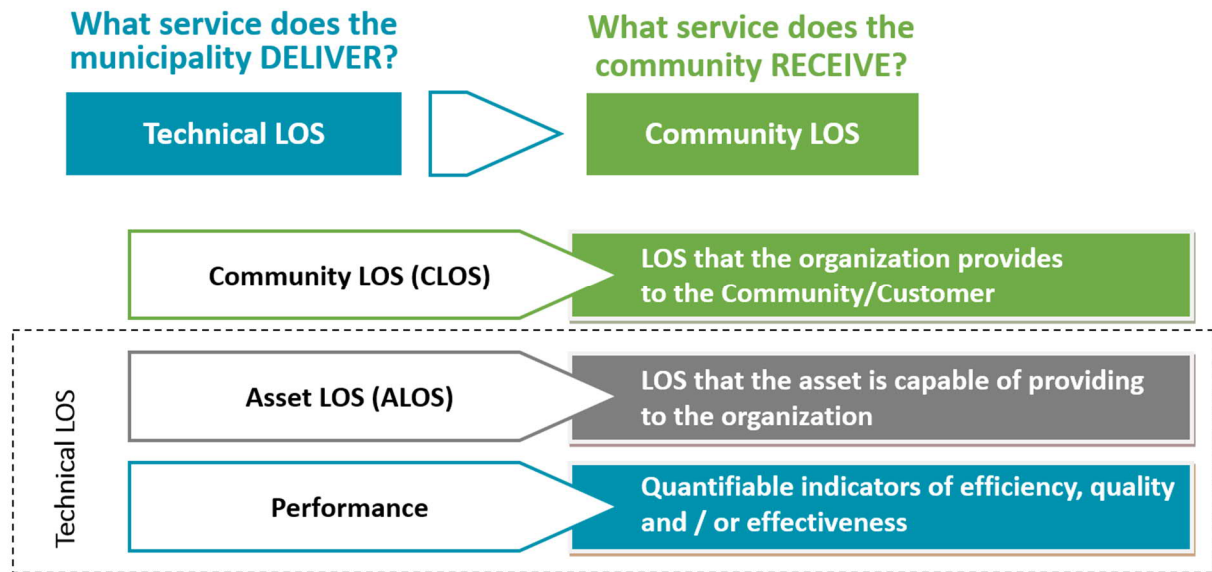 What service does the
municipality DELIVER?
What service does the
community RECEIVE?
Technical LOS
Community LOS
Community LOS (CLOS)
LOS that the organization provides
to the Community/Customer
Technical LOS
Asset LOS (ALOS)
LOS that the asset is capable of providing
to the organization
Performance
Quantifiable indicators of efficiency, quality
and / or effectiveness